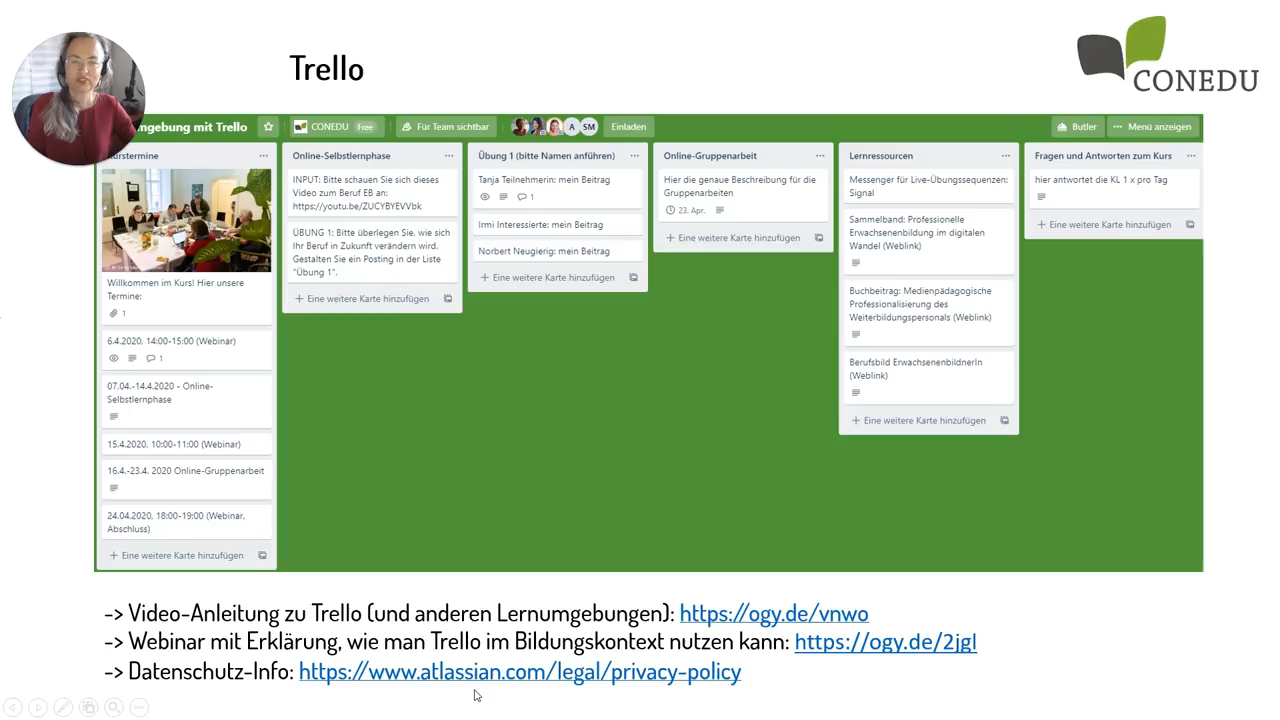 Trello
CONEDU
mgebung mit Trello
CONEDU Free
Für Team sichtbar
A
SM
Einladen
Butler
Menü anzeigen
Kurstermine
Willkommen im Kurs! Hier unsere
Termine:
1
6.4.2020, 14:00-15:00 (Webinar)
1
07.04.-14.4.2020 - Online-
Selbstlernphase
15.4.2020, 10:00-11:00 (Webinar)
16.4.-23.4. 2020 Online-Gruppenarbeit
24.04.2020, 18:00-19:00 (Webinar,
Abschluss)
+ Eine weitere Karte hinzufügen
Online-Selbstlernphase
INPUT: Bitte schauen Sie sich dieses
Video zum Beruf EB an:
https://youtu.be/ZUCYBYEVVbk
ÜBUNG 1: Bitte überlegen Sie, wie sich
Ihr Beruf in Zukunft verändern wird.
Gestalten Sie ein Posting in der Liste
"Übung 1".
+ Eine weitere Karte hinzufügen
Übung 1 (bitte Namen anführen)
Tanja Teilnehmerin: mein Beitrag
1
Irmi Interessierte: mein Beitrag
Norbert Neugierig: mein Beitrag
+ Eine weitere Karte hinzufügen
Online-Gruppenarbeit
Hier die genaue Beschreibung für die
Gruppenarbeiten
23. Apr.
+ Eine weitere Karte hinzufügen
Lernressourcen
Messenger für Live-Übungssequenzen:
Signal
Sammelband: Professionelle
Erwachsenenbildung im digitalen
Wandel (Weblink)
Buchbeitrag: Medienpädagogische
Professionalisierung des
Weiterbildungspersonals (Weblink)
Berufsbild ErwachsenenbildnerIn
(Weblink)
+ Eine weitere Karte hinzufügen
Fragen und Antworten zum Kurs
hier antwortet die KL 1 x pro Tag
+ Eine weitere Karte hinzufügen
-> Video-Anleitung zu Trello (und anderen Lernumgebungen): https://ogy.de/vnwo
-> Webinar mit Erklärung, wie man Trello im Bildungskontext nutzen kann: https://ogy.de/2jgl
-> Datenschutz-Info: https://www.atlassian.com/legal/privacy-policy